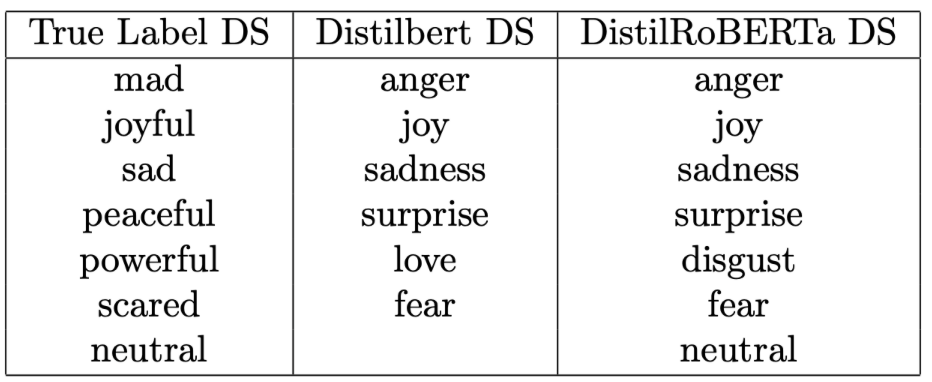 True Label DS Distilbert DS DistilRoBERTa DS
mad anger anger
joyful joy joy
sad sadness sadness
peaceful surprise surprise
powerful love disgust
scared fear fear
neutral neutral